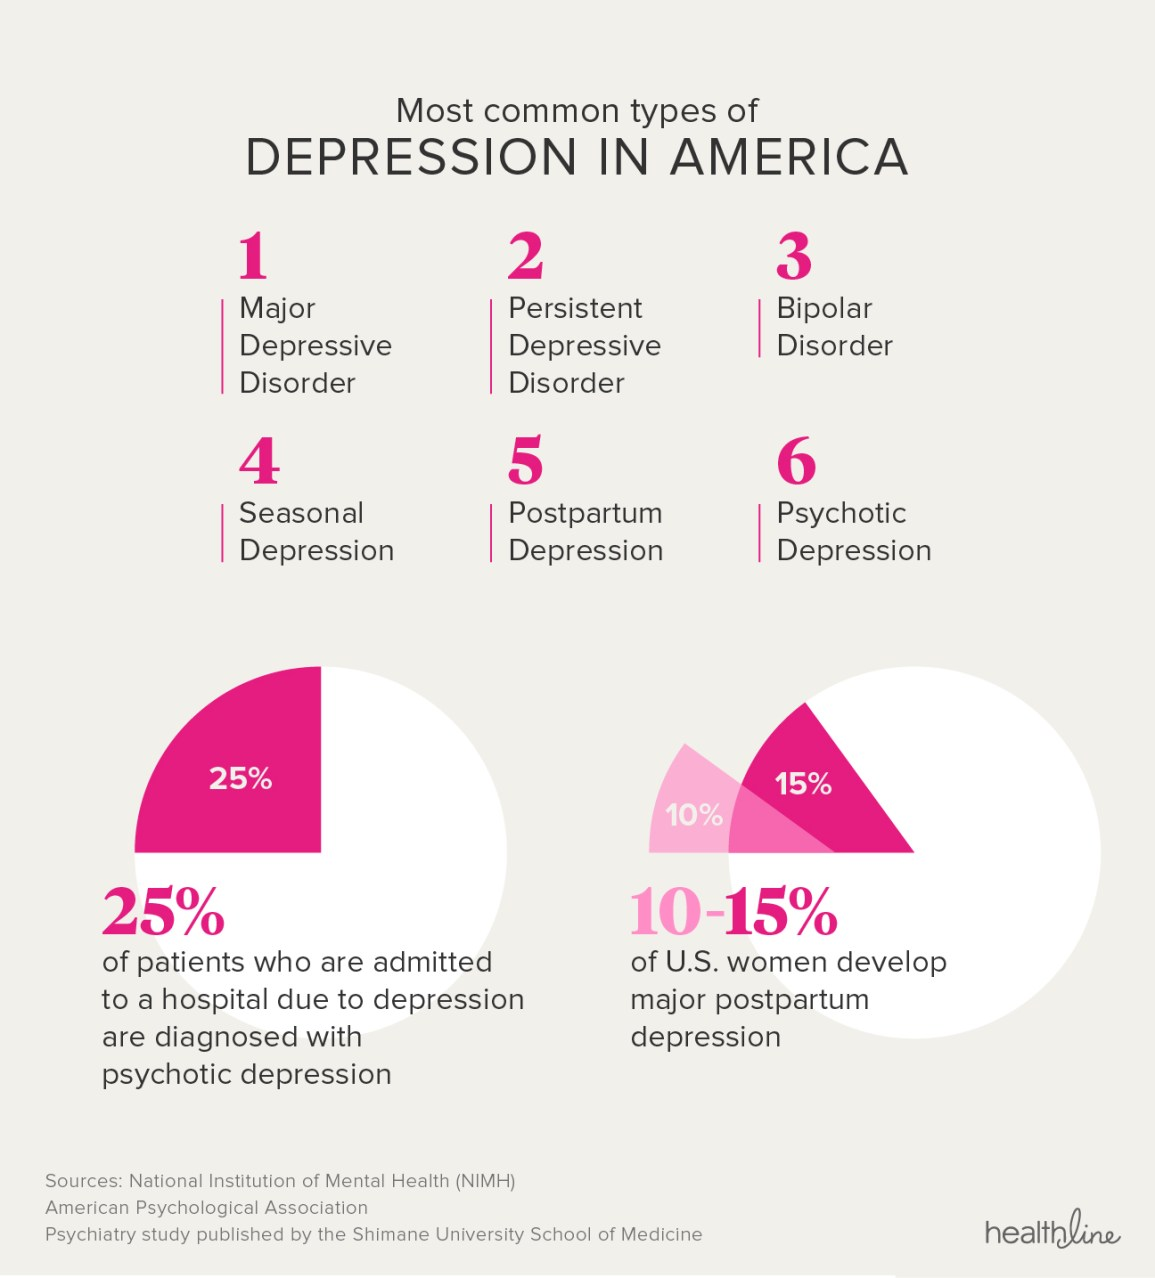 Most common types of
DEPRESSION IN AMERICA
1
Major
Depressive
Disorder
2
Persistent
Depressive
Disorder
3
Bipolar
Disorder
4
Seasonal
Depression
5
Postpartum
Depression
6
Psychotic
Depression
25%
25%
of patients who are admitted
to a hospital due to depression
are diagnosed with
psychotic depression
10%
15%
10-15%
of U.S. women develop
major postpartum
depression
Sources: National Institution of Mental Health (NIMH)
American Psychological Association
Psychiatry study published by the Shimane University School of Medicine
healthline